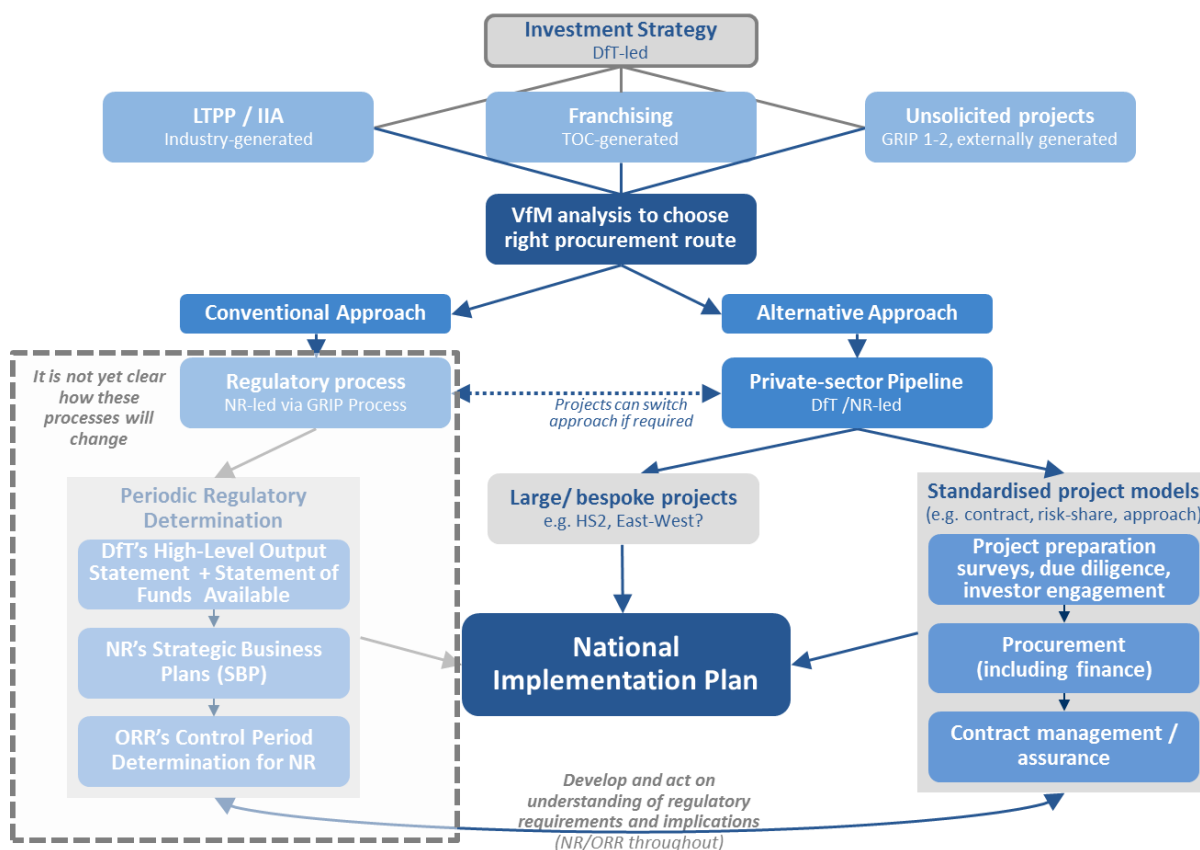 Investment Strategy
DfT-led
LTPP / IIA
Industry-generated
Franchising
TOC-generated
Unsolicited projects
GRIP 1-2, externally generated
VfM analysis to choose
right procurement route
Conventional Approach
Alternative Approach
It is not yet clear
how these
processes will
change
Regulatory process
NR-led via GRIP Process
Projects can switch
approach if required
Private-sector Pipeline
DfT /NR-led
Periodic Regulatory
Determination
DfT's High-Level Output
Statement + Statement of
Funds Available
NR's Strategic Business
Plans (SBP)
ORR's Control Period
Determination for NR
Large/ bespoke projects
e.g. HS2, East-West?
National
Implementation Plan
Standardised project models
(e.g. contract, risk-share, approach)
Project preparation
surveys, due diligence,
investor engagement
Procurement
(including finance)
Contract management /
assurance
Develop and act on
understanding of regulatory
requirements and implications
(NR/ORR throughout)